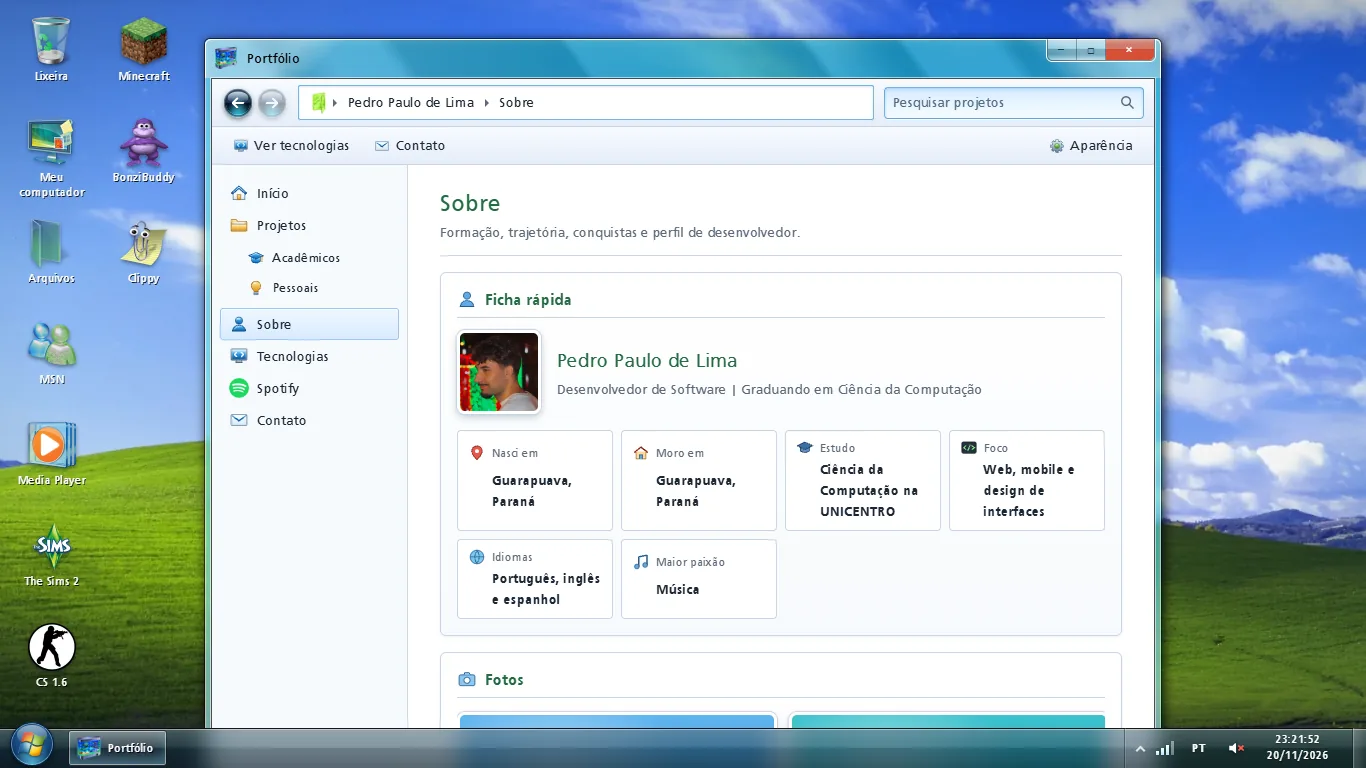 Lixeira
Minecraft
Meu
computador
BonziBuddy
Arquivos
Clippy
MSN
Media Player
The SIMS
The Sims 2
CS 1.6
Portfólio
Pedro Paulo de Lima
Sobre
Pesquisar projetos
Ver tecnologias
Contato
Aparência
Início
Projetos
Acadêmicos
Pessoais
Sobre
Tecnologias
Spotify
Contato
Sobre
Formação, trajetória, conquistas e perfil de desenvolvedor.
Ficha rápida
Pedro Paulo de Lima
Desenvolvedor de Software | Graduando em Ciência da Computação
Nasci em
Guarapuava,
Paraná
Moro em
Guarapuava,
Paraná
Estudo
Ciência da
Computação na
UNICENTRO
Foco
Web, mobile e
design de
interfaces
Idiomas
Português, inglês
e espanhol
Maior paixão
Música
Fotos
Portfólio
PT
23:21:52
20/11/2026